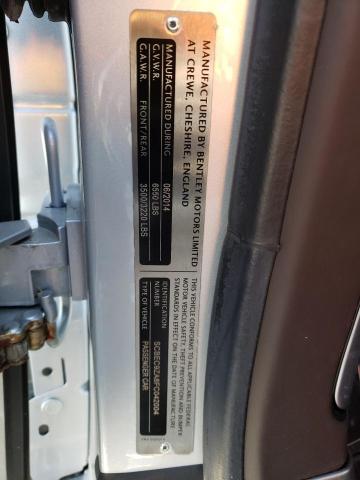 MANUFACTURED BY BENTLEY MOTORS LIMITED
AT CREWE, CHESHIRE, ENGLAND
MANUFACTURED DURING 06/2014
G.V.W.R. 6550 LBS
G.A.W.R. FRONT/REAR 3500/3220 LBS
THIS VEHICLE CONFORMS TO ALL APPLICABLE FEDERAL
MOTOR VEHICLE SAFETY, THEFT PREVENTION AND BUMPER
STANDARDS IN EFFECT ON THE DATE OF MANUFACTURE
IDENTIFICATION
NUMBER SCBEC9ZA8FC042004
TYPE OF VEHICLE PASSENGER CAR